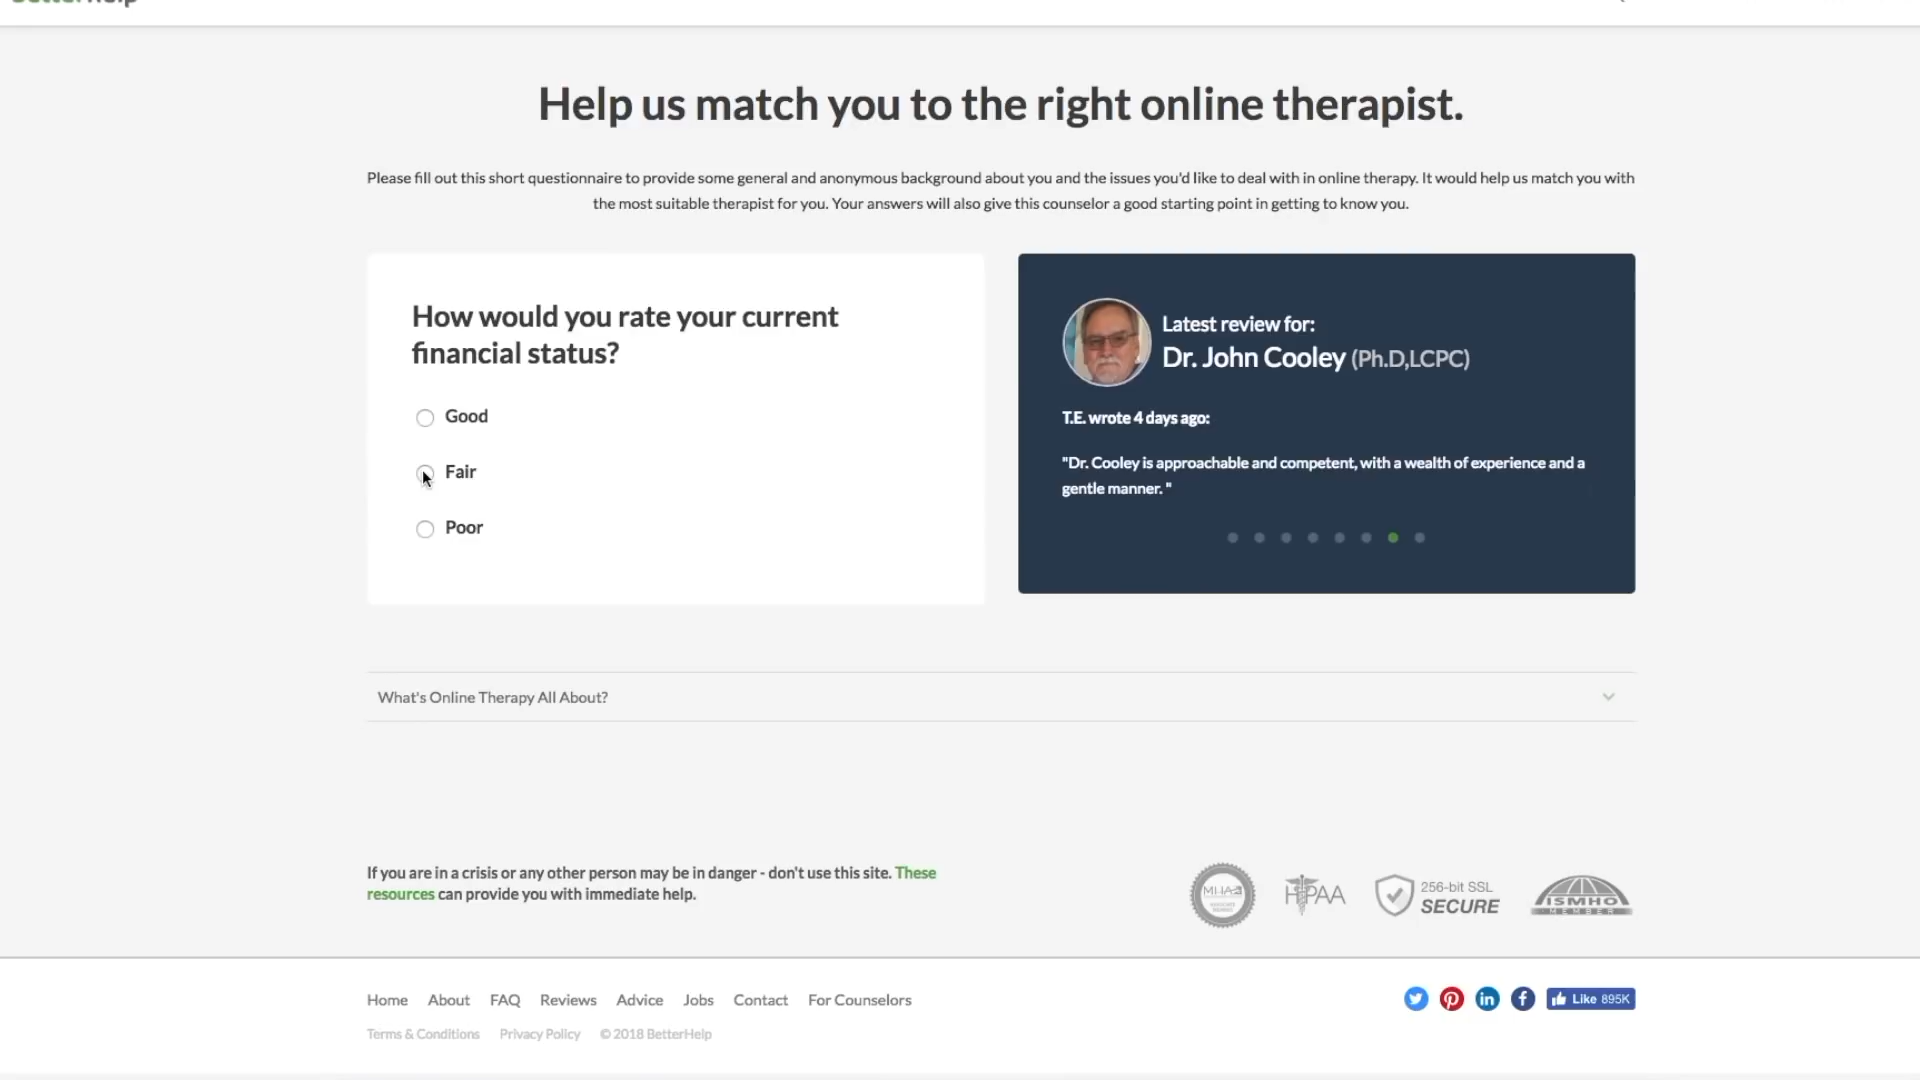 Help us match you to the right online therapist.
Please fill out this short questionnaire to provide some general and anonymous background about you and the issues you'd like to deal with in online therapy. It would help us match you with
the most suitable therapist for you. Your answers will also give this counselor a good starting point in getting to know you.
How would you rate your current
financial status?
Good
Fair
Poor
Latest review for:
Dr. John Cooley (Ph.D,LCPC)
T.E. wrote 4 days ago:
"Dr. Cooley is approachable and competent, with a wealth of experience and a
gentle manner. "
What's Online Therapy All About?
If you are in a crisis or any other person may be in danger - don't use this site. These
resources can provide you with immediate help.
MHA
HIPAA
256-bit SSL
SECURE
ISMHO
MEMBER
Home About FAQ Reviews Advice Jobs Contact For Counselors
Like 895K
Terms & Conditions Privacy Policy © 2018 BetterHelp